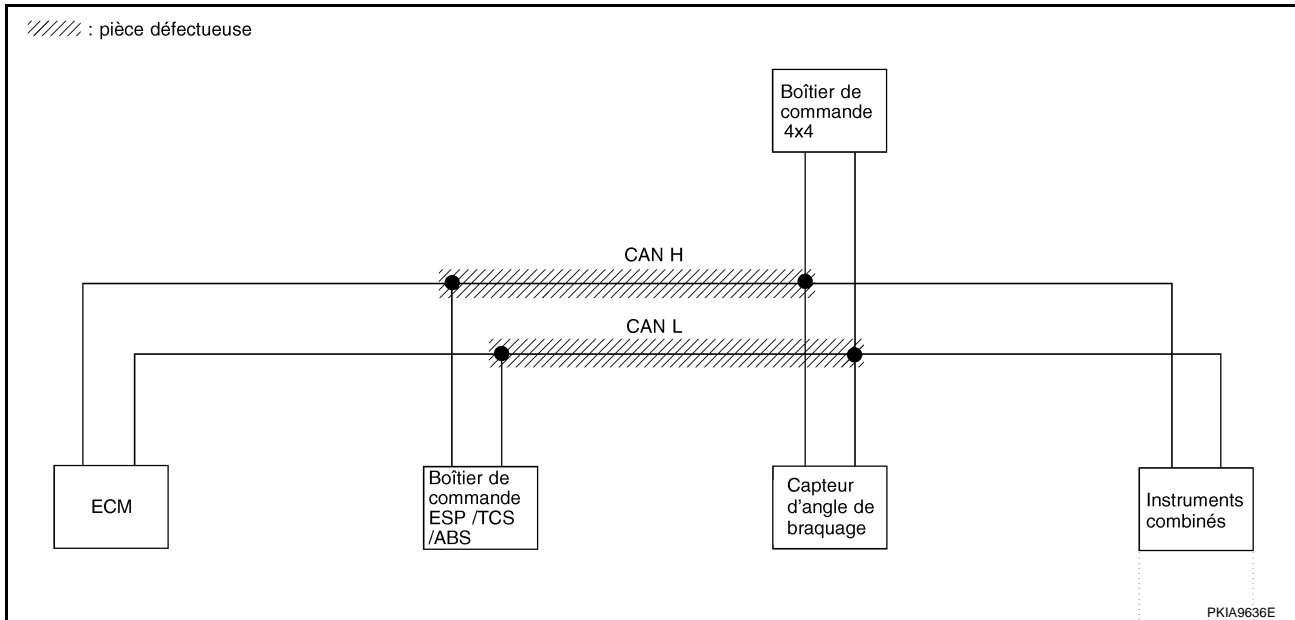 : pièce défectueuse
Boîtier de
commande
4x4
CAN H
CAN L
ECM
Boîtier de
commande
ESP /TCS
/ABS
Capteur
d'angle de
braquage
Instruments
combinés
PKIA9636E